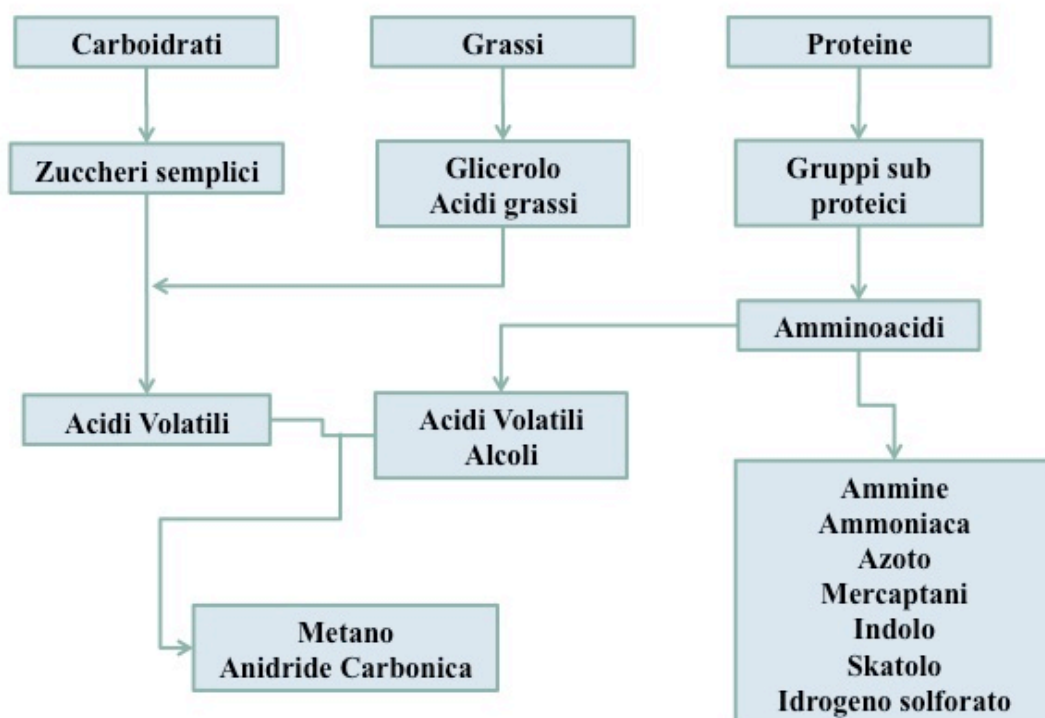 Carboidrati
Grassi
Proteine
Zuccheri semplici
Glicerolo
Acidi grassi
Gruppi sub
proteici
Amminoacidi
Acidi Volatili
Acidi Volatili
Alcoli
Ammine
Ammoniaca
Azoto
Mercaptani
Indolo
Skatolo
Idrogeno solforato
Metano
Anidride Carbonica